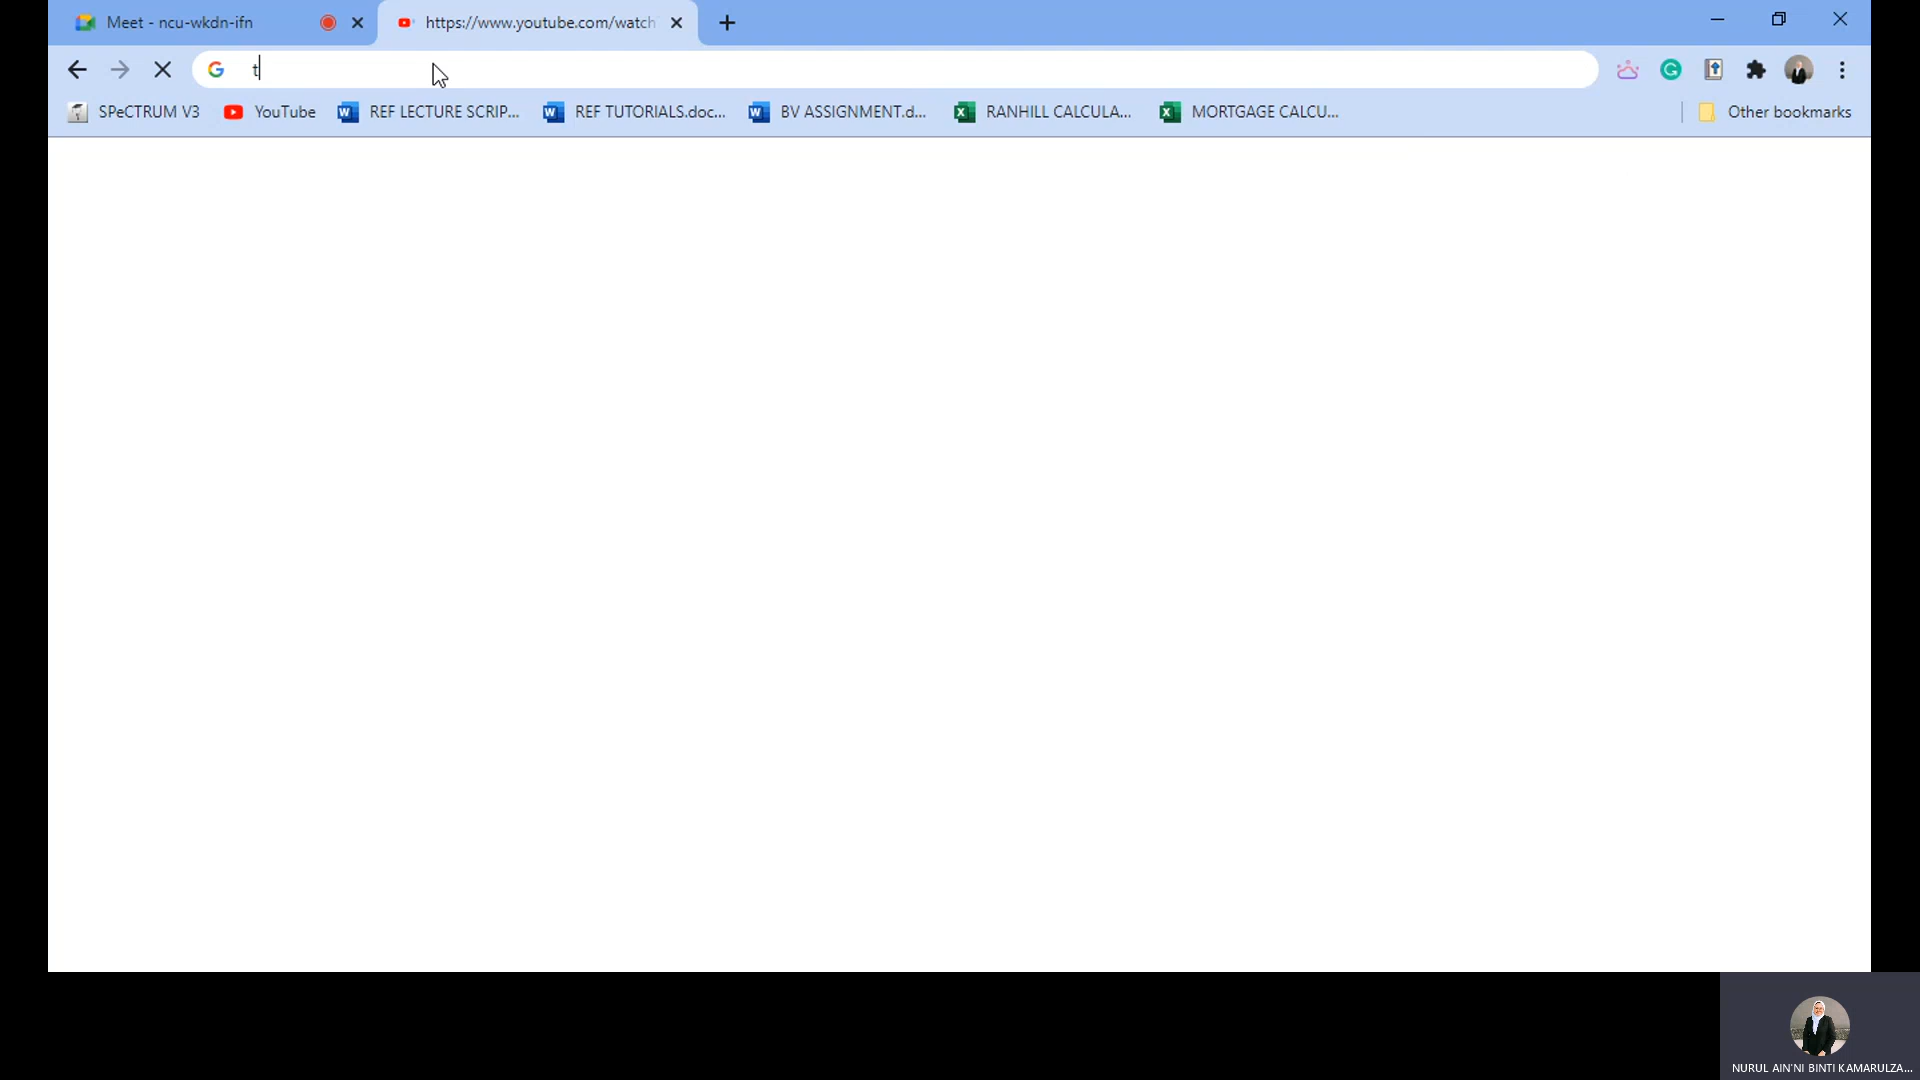 Meet - ncu-wkdn-ifn
https://www.youtube.com/watch
t
SPeCTRUM V3
YouTube
REF LECTURE SCRIP...
REF TUTORIALS.doc...
BV ASSIGNMENT.d...
RANHILL CALCULA...
MORTGAGE CALCU...
Other bookmarks
NURUL AIN'NI BINTI KAMARULZA...